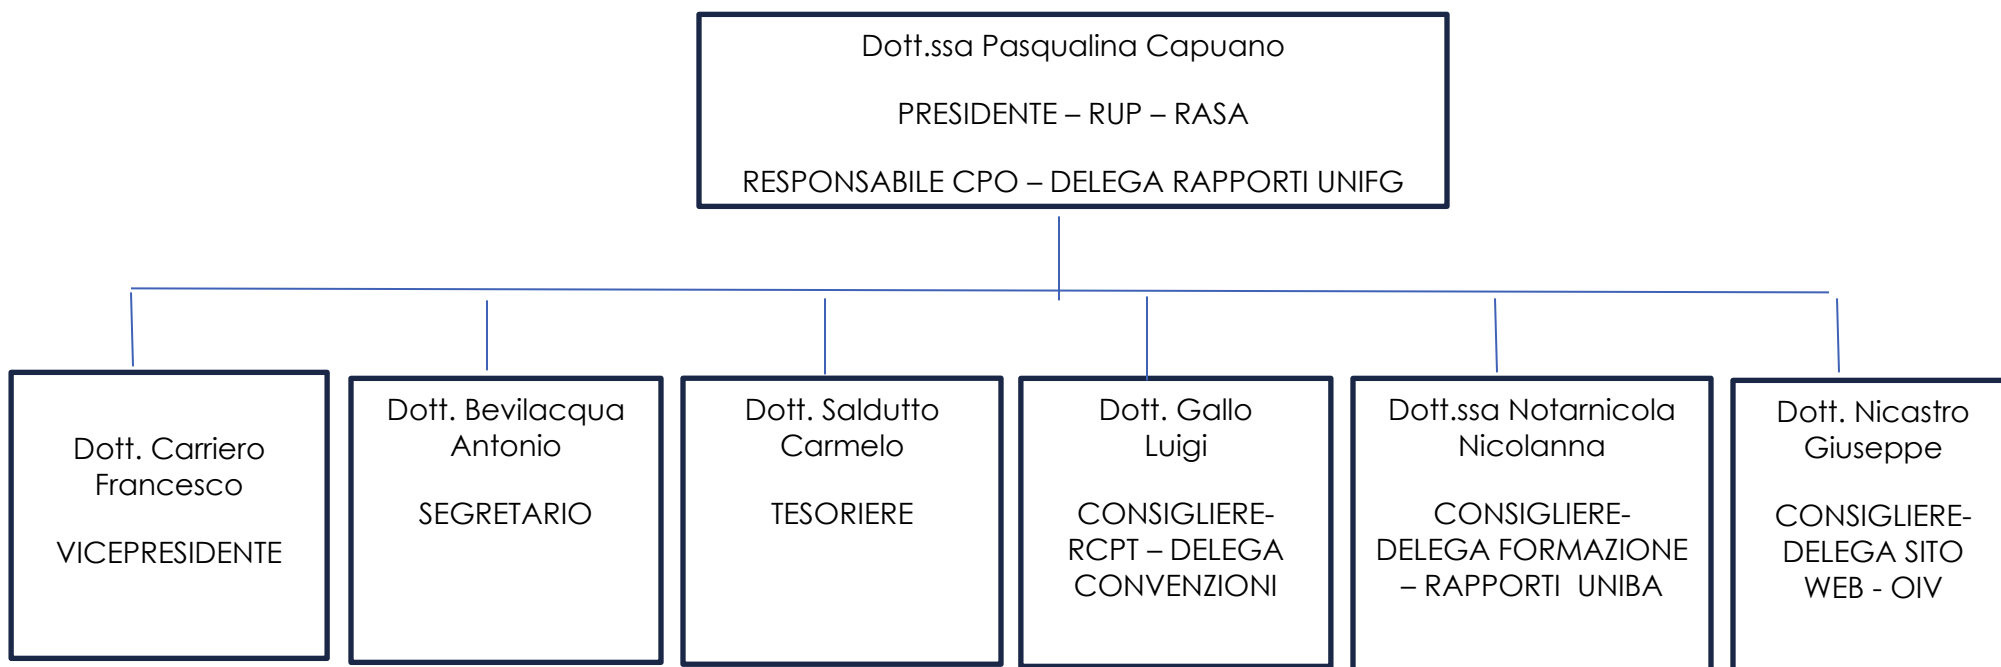 Dott.ssa Pasqualina Capuano
PRESIDENTE – RUP – RASA
RESPONSABILE CPO – DELEGA RAPPORTI UNIFG
Dott. Carriero
Francesco
VICEPRESIDENTE
Dott. Bevilacqua
Antonio
SEGRETARIO
Dott. Saldutto
Carmelo
TESORIERE
Dott. Gallo
Luigi
CONSIGLIERE-
RCPT – DELEGA
CONVENZIONI
Dott.ssa Notarnicola
Nicolanna
CONSIGLIERE-
DELEGA FORMAZIONE
– RAPPORTI UNIBA
Dott. Nicastro
Giuseppe
CONSIGLIERE-
DELEGA SITO
WEB - OIV